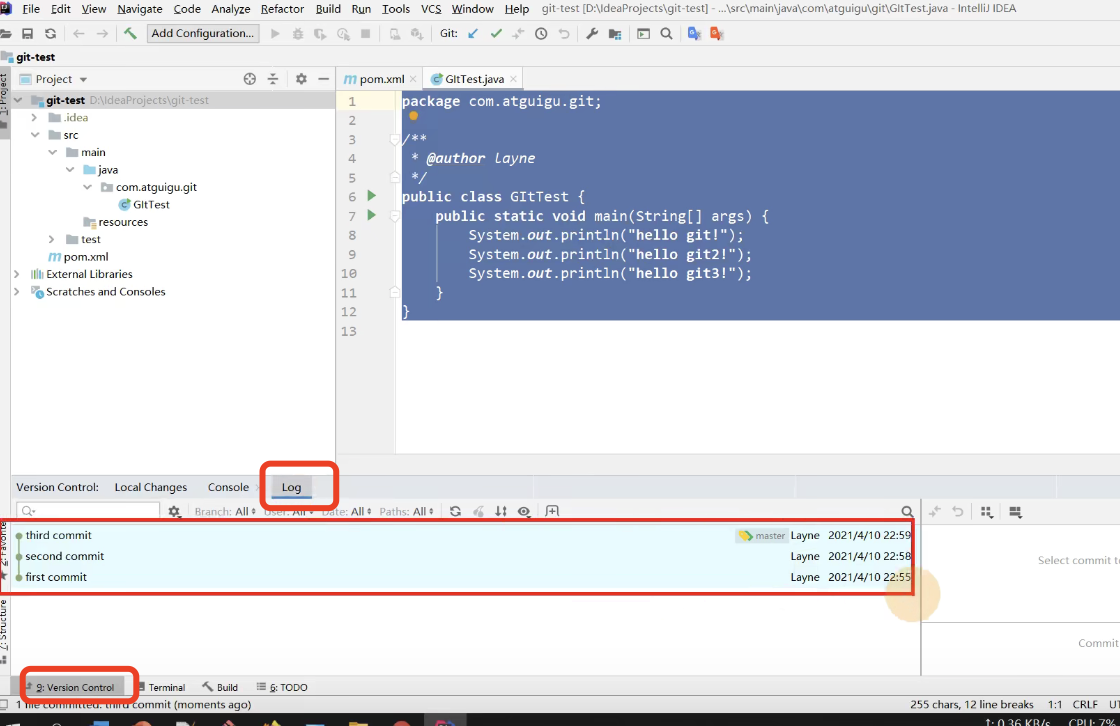 File Edit View Navigate Code Analyze Refactor Build Run Tools VCS Window Help git-test [D:\IdeaProjects\git-test] - ...\src\main\java\com\atguigu\git\GItTest.java - IntelliJ IDEA
Add Configuration... Git:
git-test
1: Project
Project
pom.xml GItTest.java
git-test D:\IdeaProjects\git-test
.idea
src
main
java
com.atguigu.git
GItTest
resources
test
pom.xml
External Libraries
Scratches and Consoles
1 package com.atguigu.git;
2
3 /**
4 * @author layne
5 */
6 public class GItTest {
7 public static void main(String[] args) {
8 System.out.println("hello git!");
9 System.out.println("hello git2!");
10 System.out.println("hello git3!");
11 }
12 }
13
Version Control: Local Changes Console Log
Branch: All User: All Date: All Paths: All
third commit master Layne 2021/4/10 22:59
second commit Layne 2021/4/10 22:58
first commit Layne 2021/4/10 22:55
Select commit
Commit
2: Favorites
7: Structure
9: Version Control Terminal Build 6: TODO
1 file committed: third commit (moments ago) 255 chars, 12 line breaks 1:1 CRLF
↑: 0.36 KB/s CPU: 7%